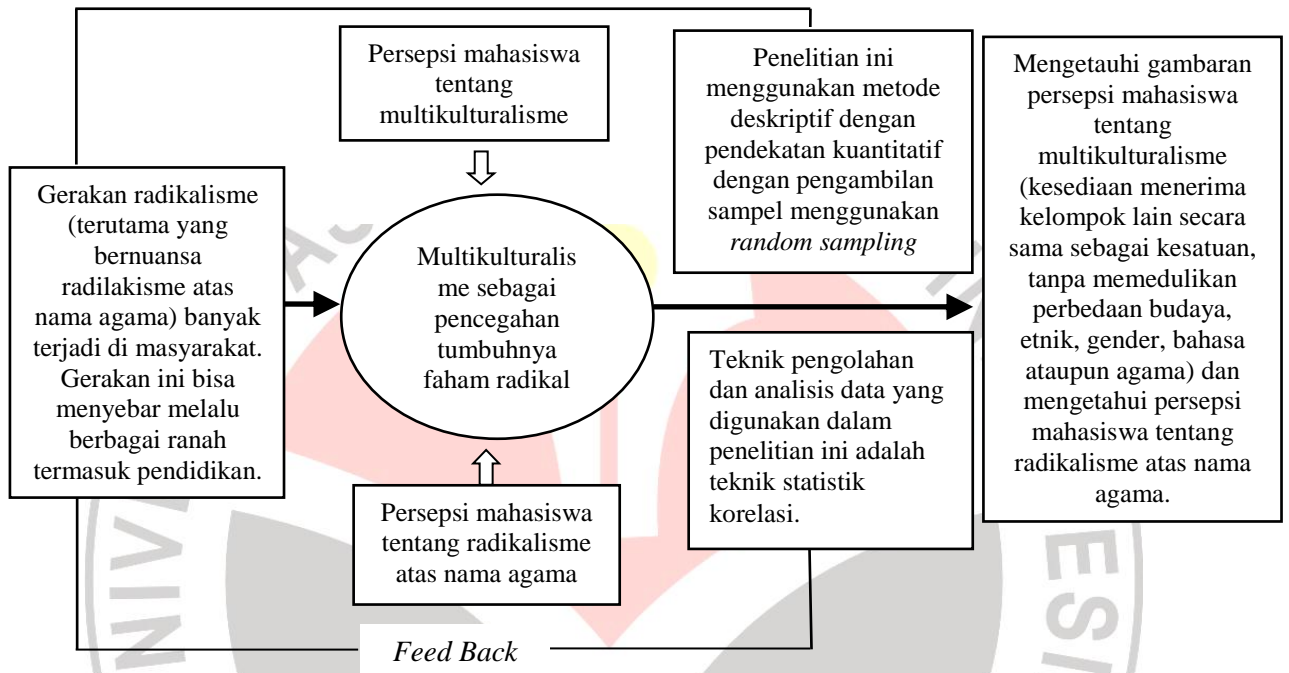 Persepsi mahasiswa
tentang
multikulturalisme
Penelitian ini
menggunakan metode
deskriptif dengan
pendekatan kuantitatif
dengan pengambilan
sampel menggunakan
random sampling
Mengetauhi gambaran
persepsi mahasiswa
tentang
multikulturalisme
(kesediaan menerima
kelompok lain secara
sama sebagai kesatuan,
tanpa memedulikan
perbedaan budaya,
etnik, gender, bahasa
ataupun agama) dan
mengetahui persepsi
mahasiswa tentang
radikalisme atas nama
agama.
Gerakan radikalisme
(terutama yang
bernuansa
radilakisme atas
nama agama) banyak
terjadi di masyarakat.
Gerakan ini bisa
menyebar melalu
berbagai ranah
termasuk pendidikan.
Multikulturalis
me sebagai
pencegahan
tumbuhnya
faham radikal
Teknik pengolahan
dan analisis data yang
digunakan dalam
penelitian ini adalah
teknik statistik
korelasi.
Persepsi mahasiswa
tentang radikalisme
atas nama agama
Feed Back